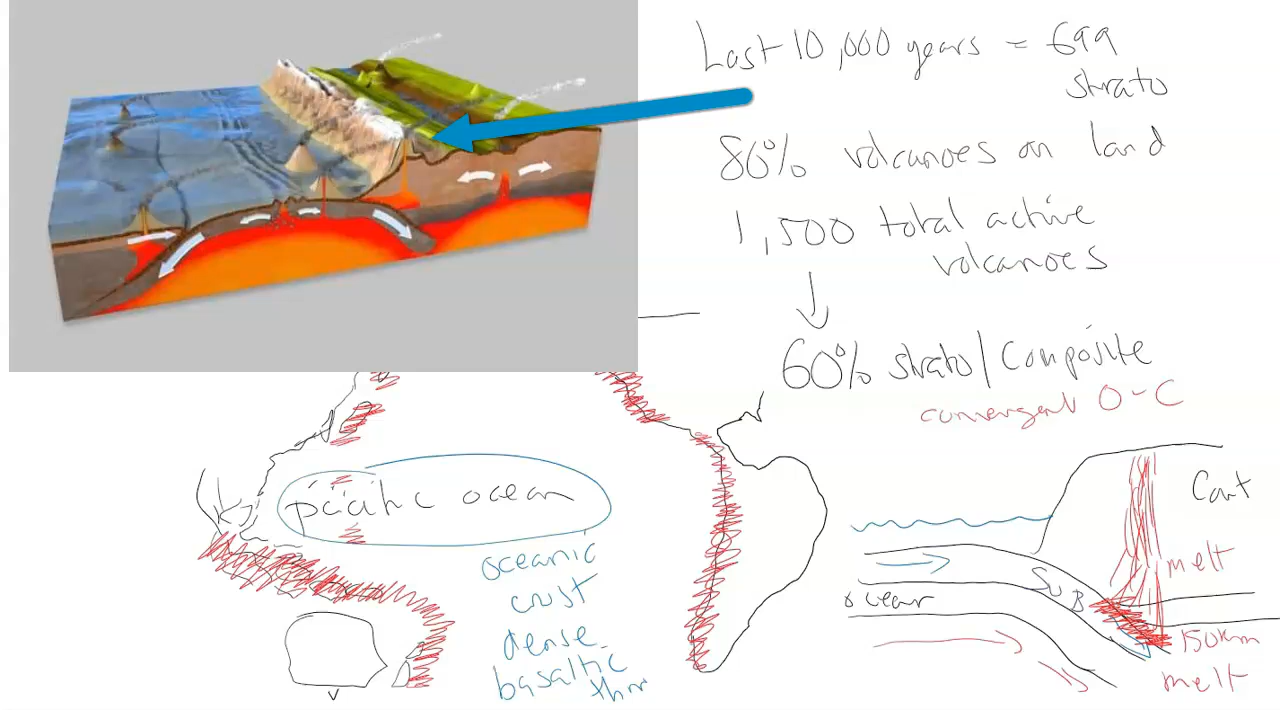 Last 10,000 years = 699
strato
80% volcanoes on land
1,500 total active
volcanoes
60% strato/Composite
convergent O-C
pacific ocean
oceanic
crust
dense
basaltic
Cont
melt
SUB
ocean
150km
melt